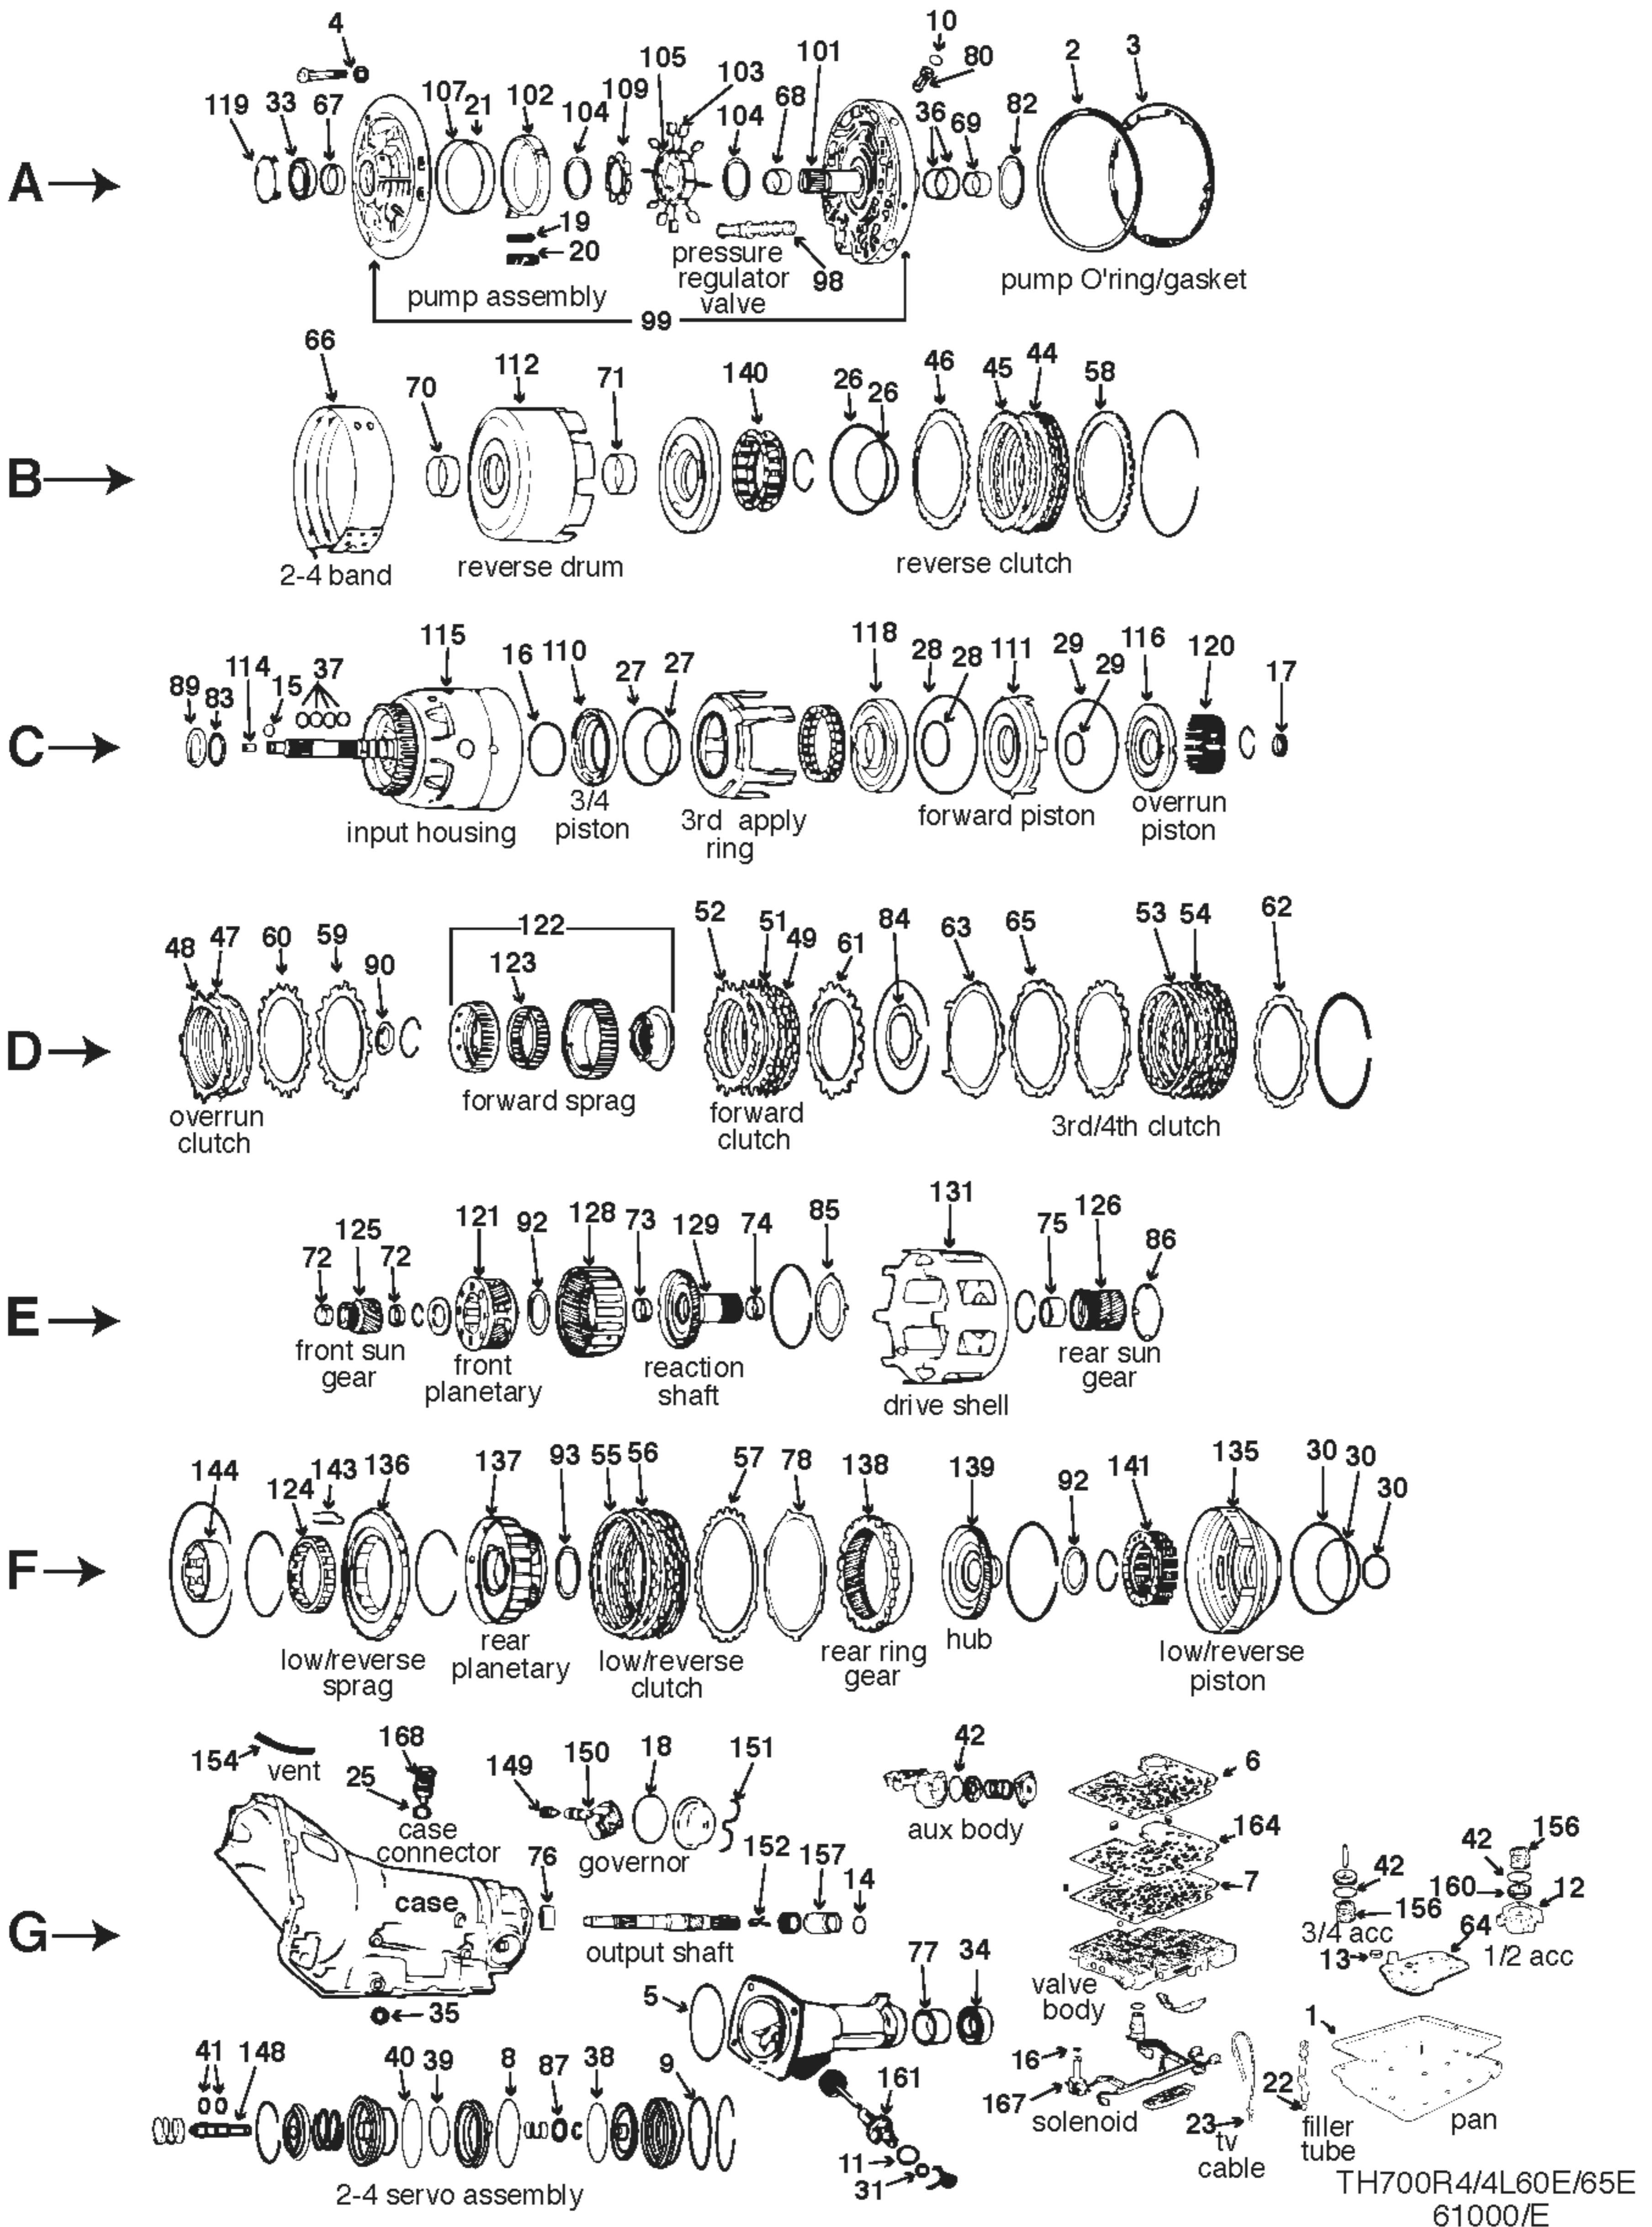 4
10
80
2
3
119
33
67
107
21
102
104
109
105
103
104
68
101
36
69
82
A
19
20
pressure
regulator
valve
98
pump assembly
99
pump O'ring/gasket
66
70
112
71
140
26
26
46
45
44
58
B
2-4 band
reverse drum
reverse clutch
89
83
114
15
37
115
16
110
27
27
118
28
28
111
29
29
116
120
17
C
input housing
3/4
piston
3rd apply
ring
forward piston
overrun
piston
48
47
60
59
90
122
123
52
51
49
61
84
63
65
53
54
62
D
overrun
clutch
forward sprag
forward
clutch
3rd/4th clutch
72
125
72
121
92
128
73
129
74
85
131
75
126
86
E
front sun
gear
front
planetary
reaction
shaft
drive shell
rear sun
gear
144
124
143
136
137
93
55
56
57
78
138
139
92
141
135
30
30
30
F
low/reverse
sprag
rear
planetary
low/reverse
clutch
rear ring
gear
hub
low/reverse
piston
154
vent
168
25
case
connector
149
150
18
151
governor
42
aux body
6
164
7
76
case
152
157
14
output shaft
G
valve
body
42
156
3/4 acc
42
156
160
12
64
1/2 acc
13
35
5
77
34
1
pan
41
148
40
39
8
87
38
9
2-4 servo assembly
161
11
31
16
167
solenoid
23
tv
cable
22
filler
tube
TH700R4/4L60E/65E
61000/E